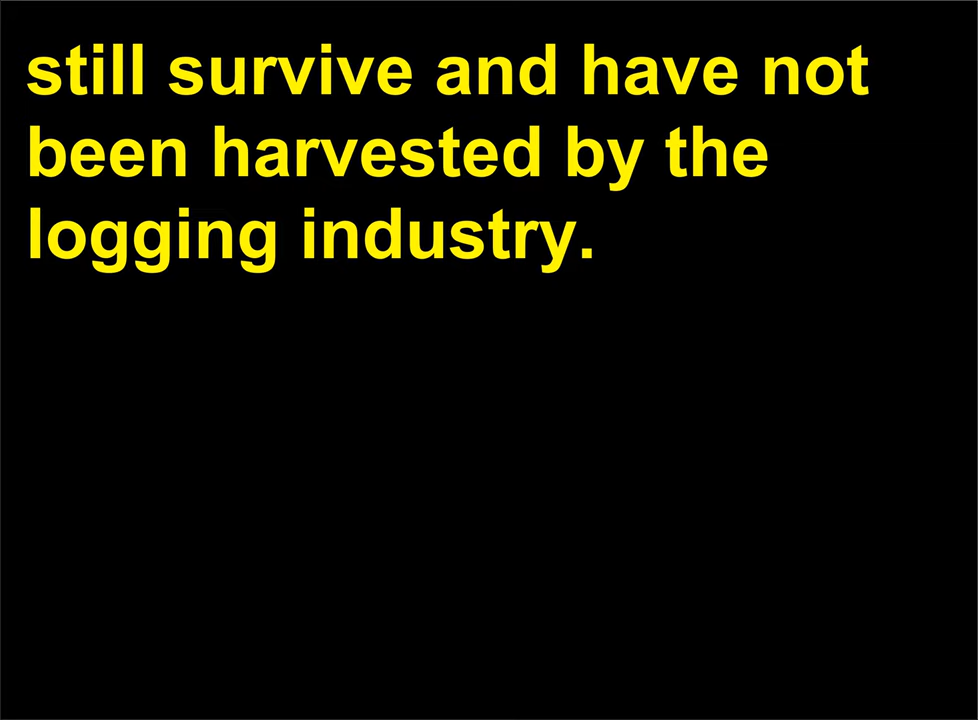 still survive and have not
been harvested by the
logging industry.